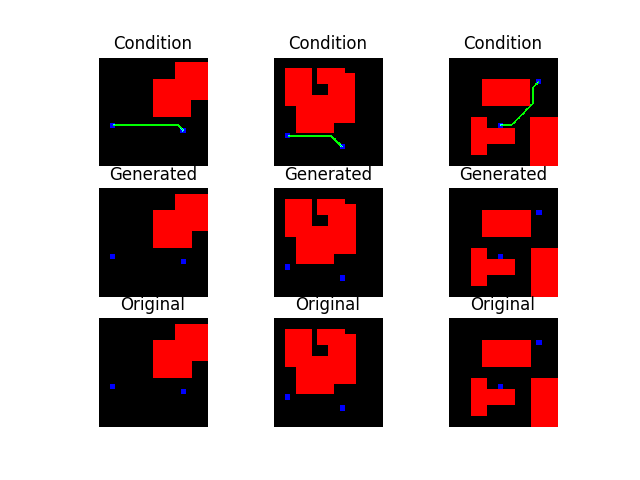 Condition Condition Condition
Generated Generated Generated
Original Original Original